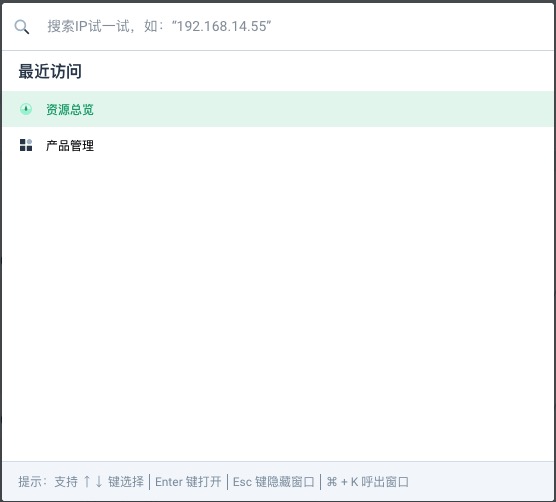 搜索IP试一试，如：“192.168.14.55”
最近访问
资源总览
产品管理
提示：支持 ↑ ↓ 键选择 | Enter 键打开 | Esc 键隐藏窗口 | ⌘ + K 呼出窗口